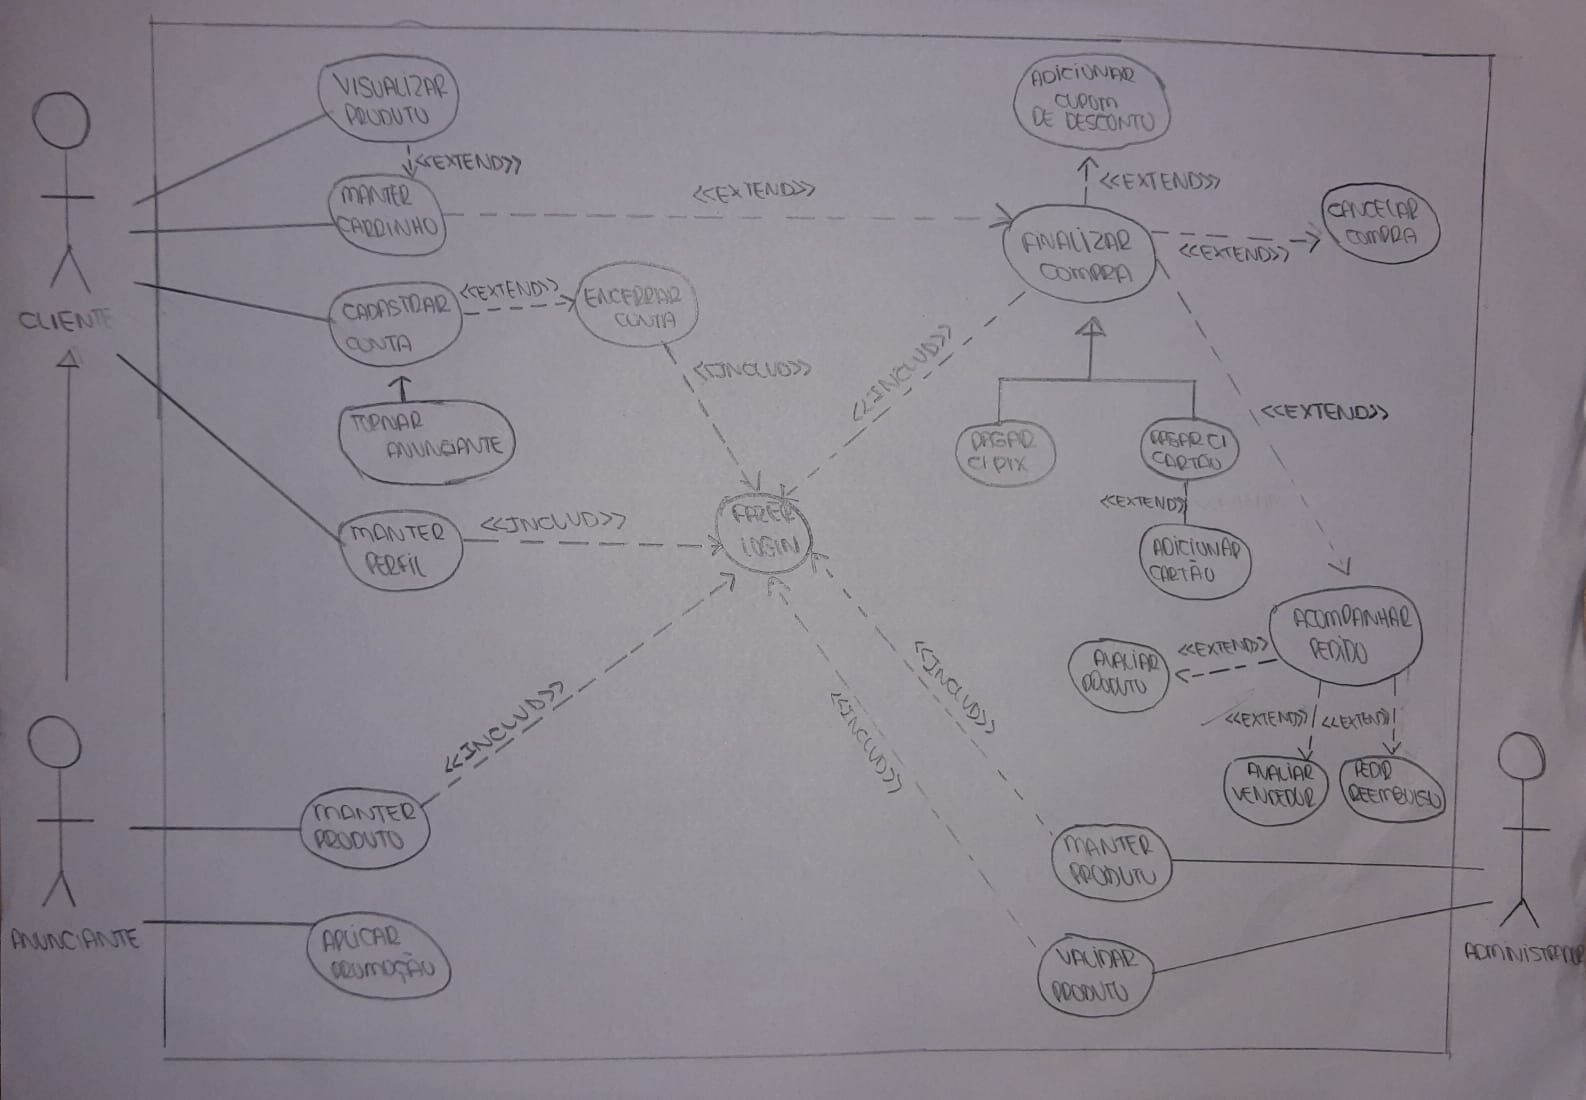 VISUALIZAR
PRODUTO
<<EXTEND>>
MANTER
CARRINHO
<<EXTEND>>
CLIENTE
CADASTRAR
CONTA
<<EXTEND>>
ENCERRAR
CONTA
<<INCLUD>>
TORNAR
ANUNCIANTE
MANTER
PERFIL
<<INCLUD>>
FAZER
LOGIN
ADICIONAR
CUPOM
DE DESCONTO
<<EXTEND>>
FINALIZAR
COMPRA
<<EXTEND>>
CANCELAR
COMPRA
<<INCLUD>>
<<EXTEND>>
PAGAR
C/ PIX
PAGAR C/
CARTÃO
<<EXTEND>>
ADICIONAR
CARTÃO
ACOMPANHAR
PEDIDO
<<EXTEND>>
AVALIAR
PRODUTO
<<EXTEND>>
<<EXTEND>>
AVALIAR
VENDEDOR
PEDIR
REEMBOLSO
<<INCLUD>>
<<INCLUD>>
<<INCLUD>>
MANTER
PRODUTO
ANUNCIANTE
APLICAR
PROMOÇÃO
MANTER
PRODUTO
VALIDAR
PRODUTO
ADMINISTRADOR